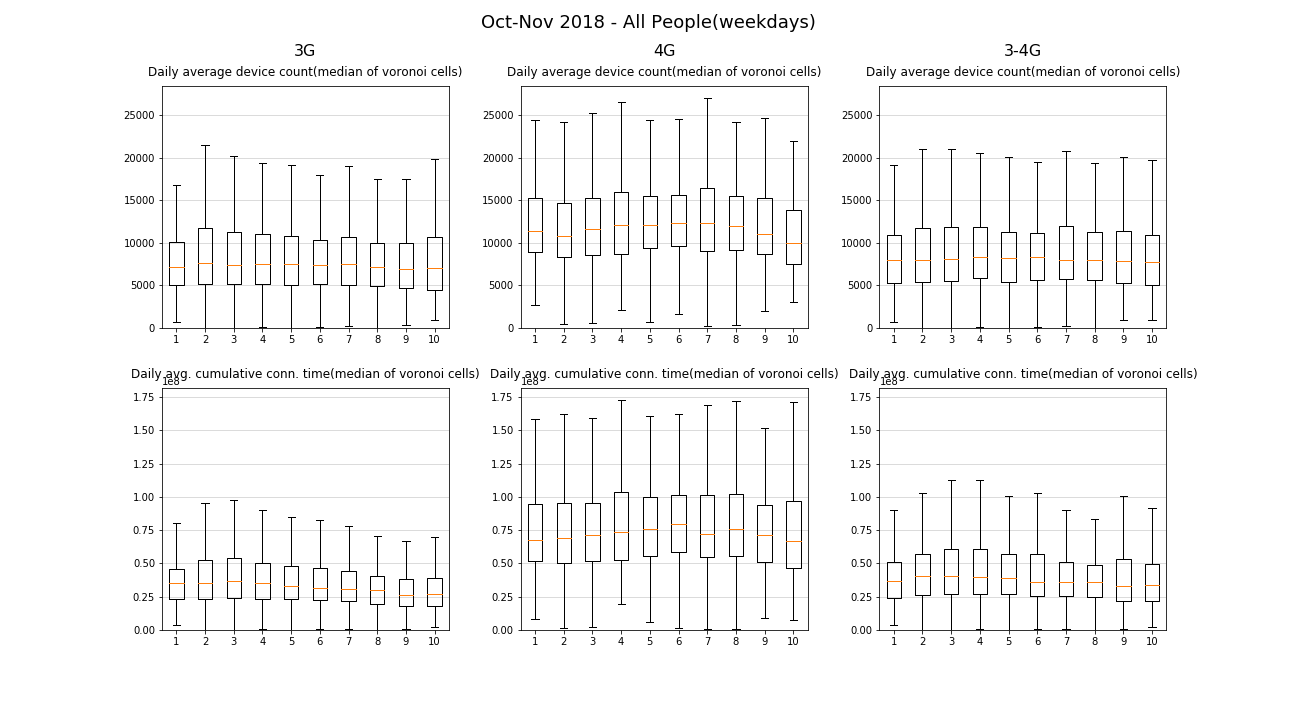 Oct-Nov 2018 - All People(weekdays)
3G 4G 3-4G
Daily average device count(median of voronoi cells) Daily average device count(median of voronoi cells) Daily average device count(median of voronoi cells)
25000 25000 25000
20000 20000 20000
15000 15000 15000
10000 10000 10000
5000 5000 5000
0 0 0
1 2 3 4 5 6 7 8 9 10 1 2 3 4 5 6 7 8 9 10 1 2 3 4 5 6 7 8 9 10
Daily avg. cumulative conn. time(median of voronoi cells) Daily avg. cumulative conn. time(median of voronoi cells) Daily avg. cumulative conn. time(median of voronoi cells)
1e8 1e8 1e8
1.75 1.75 1.75
1.50 1.50 1.50
1.25 1.25 1.25
1.00 1.00 1.00
0.75 0.75 0.75
0.50 0.50 0.50
0.25 0.25 0.25
0.00 0.00 0.00
1 2 3 4 5 6 7 8 9 10 1 2 3 4 5 6 7 8 9 10 1 2 3 4 5 6 7 8 9 10